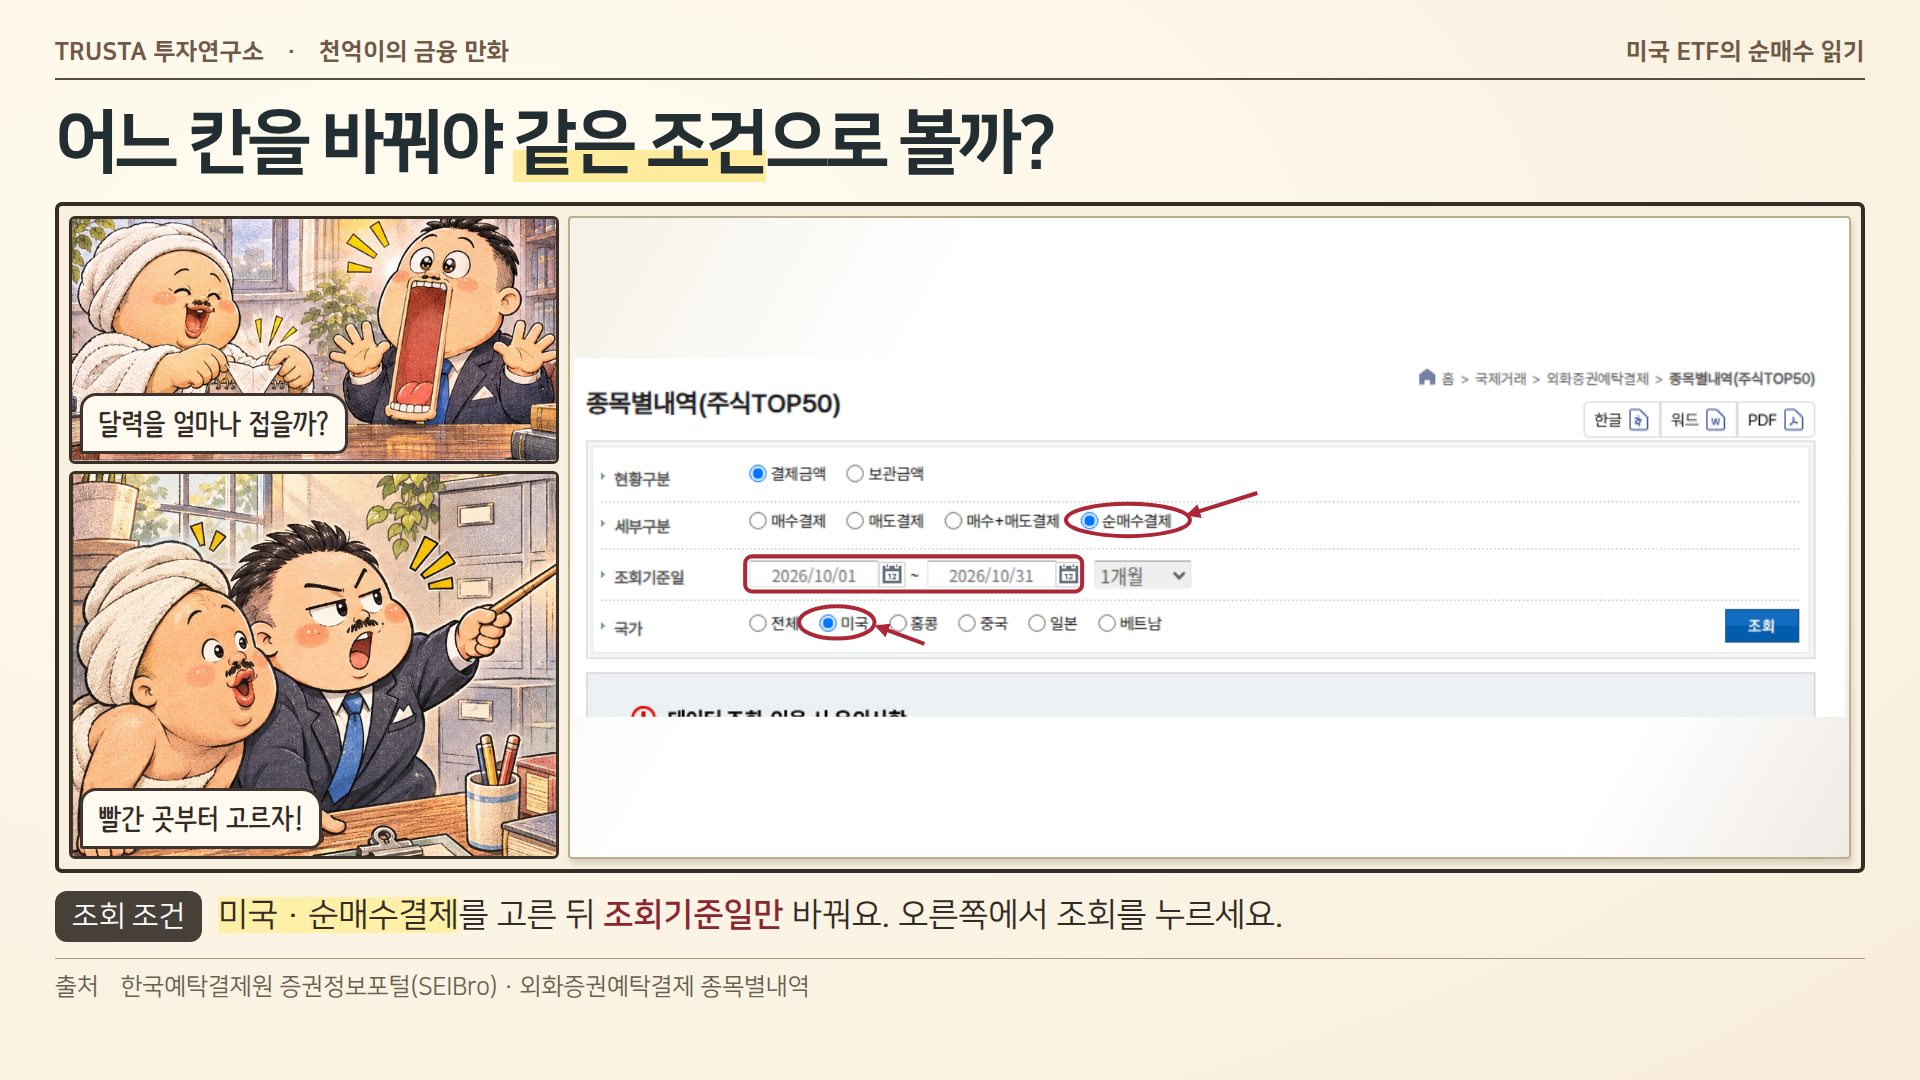 TRUSTA 투자연구소 · 천억이의 금융 만화
미국 ETF의 순매수 읽기
어느 칸을 바꿔야 같은 조건으로 볼까?
달력을 얼마나 접을까?
빨간 곳부터 고르자!
홈 > 국제거래 > 외화증권예탁결제 > 종목별내역(주식TOP50)
종목별내역(주식TOP50)
한글 워드 PDF
현황구분 결제금액 보관금액
세부구분 매수결제 매도결제 매수+매도결제 순매수결제
조회기준일 2026/10/01 ~ 2026/10/31 1개월
국가 전체 미국 홍콩 중국 일본 베트남
조회
조회 조건 미국 · 순매수결제를 고른 뒤 조회기준일만 바꿔요. 오른쪽에서 조회를 누르세요.
출처 한국예탁결제원 증권정보포털(SEIBro) · 외화증권예탁결제 종목별내역